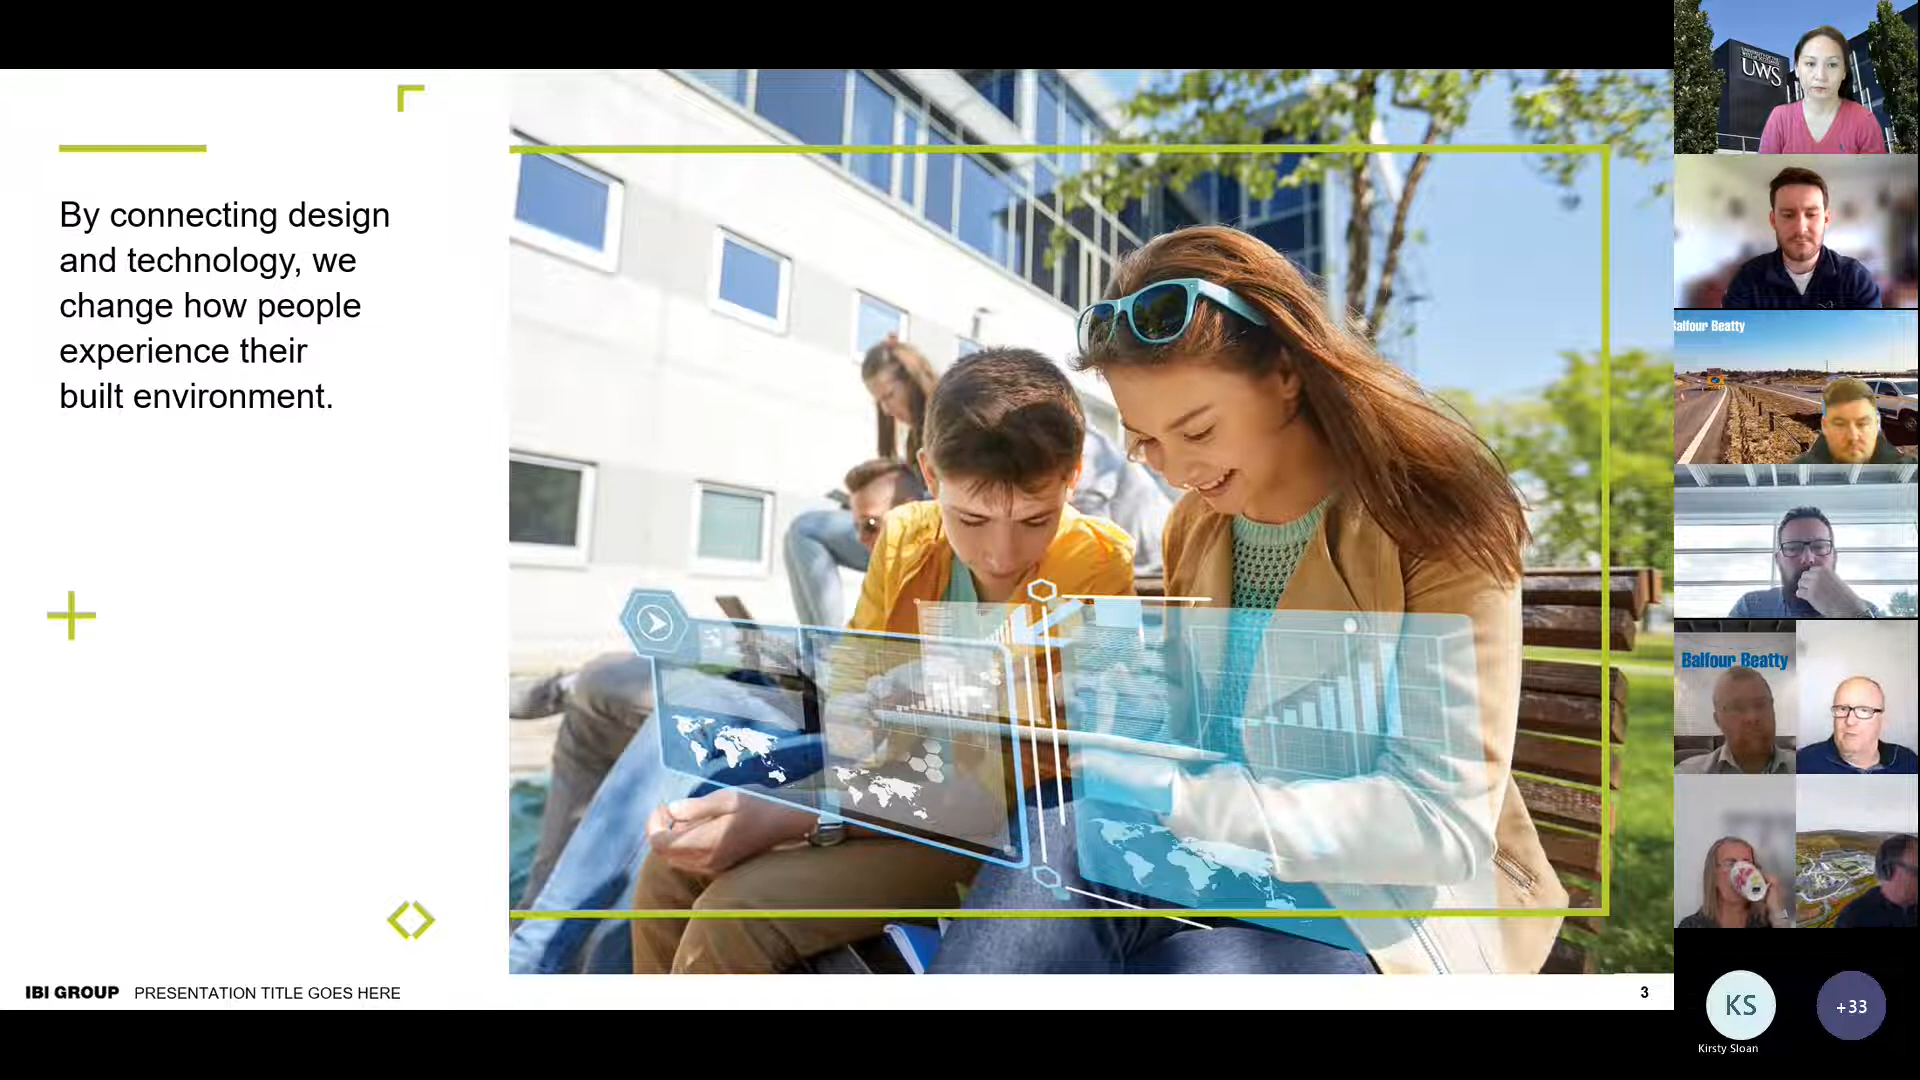 By connecting design
and technology, we
change how people
experience their
built environment.
IBI GROUP PRESENTATION TITLE GOES HERE
3
UWS
Balfour Beatty
Balfour Beatty
KS
+33
Kirsty Sloan